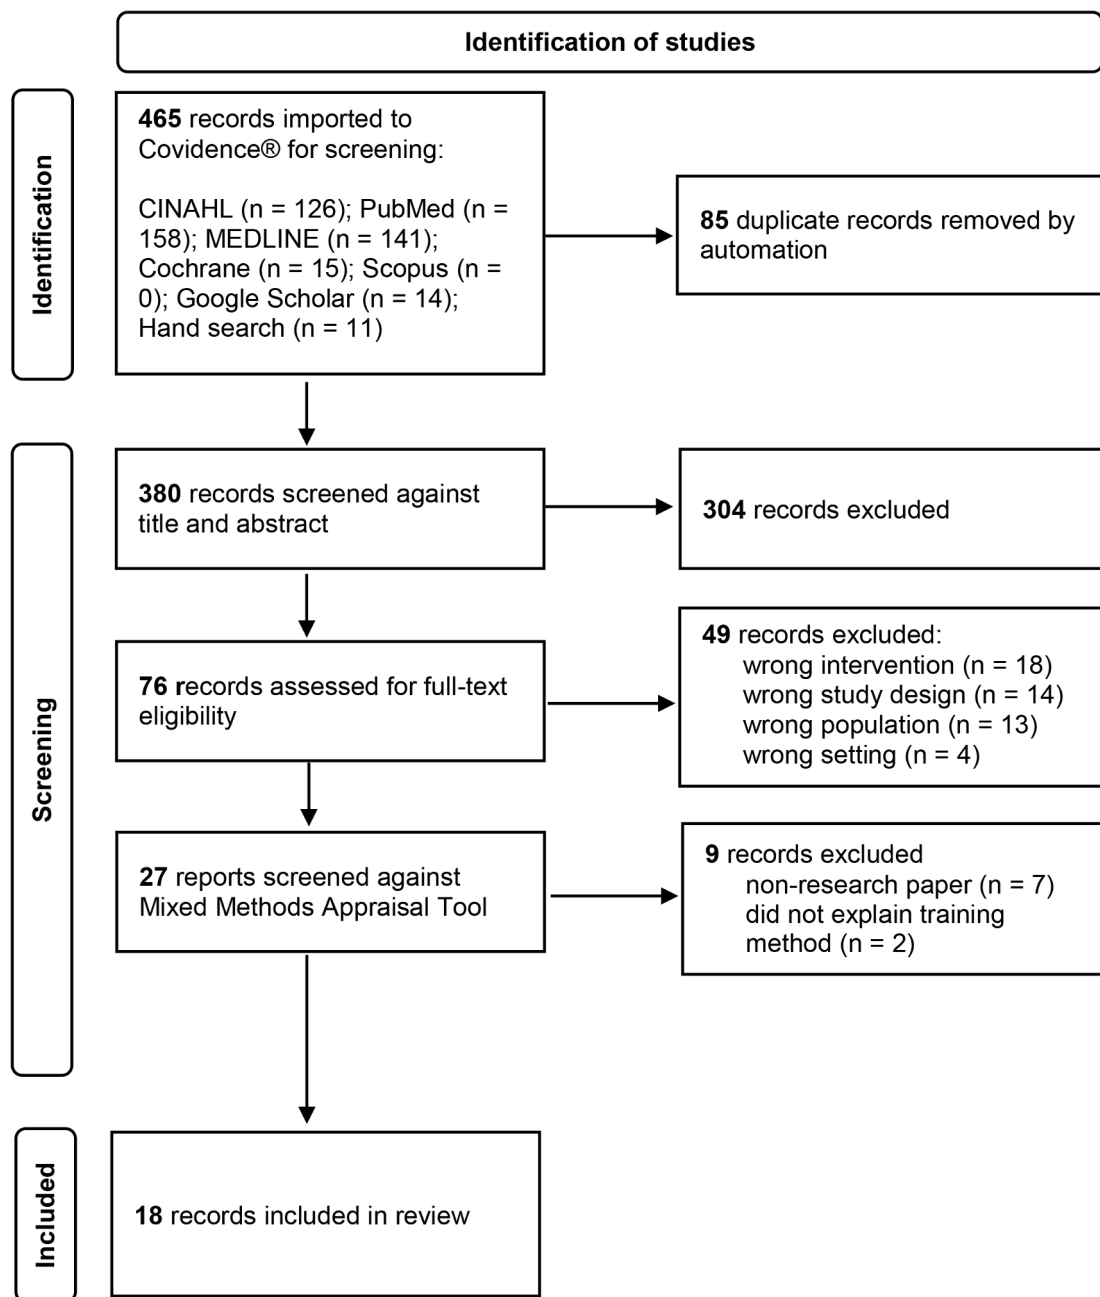 Identification of studies
Identification
465 records imported to
Covidence® for screening:
CINAHL (n = 126); PubMed (n =
158); MEDLINE (n = 141);
Cochrane (n = 15); Scopus (n =
0); Google Scholar (n = 14);
Hand search (n = 11)
85 duplicate records removed by
automation
Screening
380 records screened against
title and abstract
304 records excluded
76 records assessed for full-text
eligibility
49 records excluded:
wrong intervention (n = 18)
wrong study design (n = 14)
wrong population (n = 13)
wrong setting (n = 4)
27 reports screened against
Mixed Methods Appraisal Tool
9 records excluded
non-research paper (n = 7)
did not explain training
method (n = 2)
Included
18 records included in review